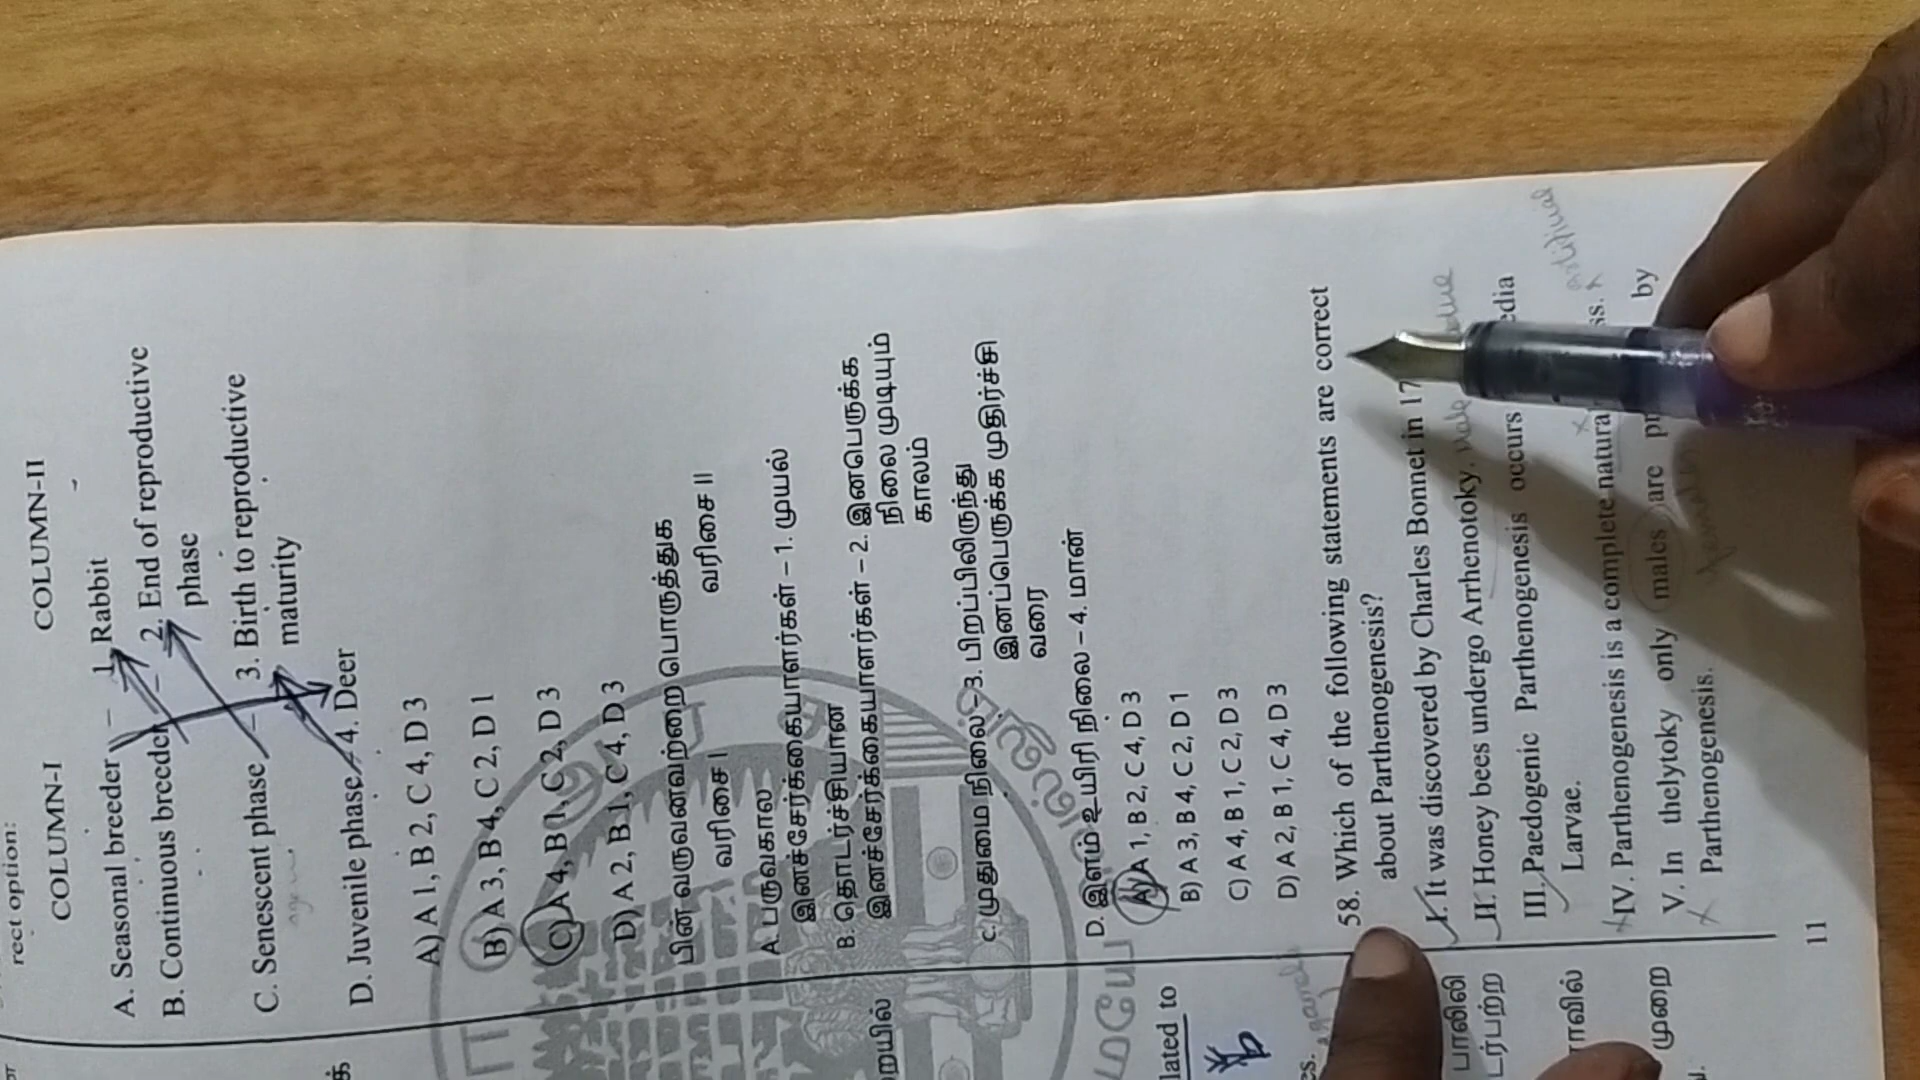 rect option:
COLUMN-I COLUMN-II
A. Seasonal breeder – 1. Rabbit
B. Continuous breeder – 2. End of reproductive
phase
C. Senescent phase – 3. Birth to reproductive
maturity
D. Juvenile phase – 4. Deer
A) A 1, B 2, C 4, D 3
B) A 3, B 4, C 2, D 1
C) A 4, B 1, C 2, D 3
D) A 2, B 1, C 4, D 3
பின்வருவனவற்றை பொருத்துக
வரிசை I வரிசை II
A. பருவகால
இனச்சேர்க்கையாளர்கள் – 1. முயல்
B. தொடர்ச்சியான
இனச்சேர்க்கையாளர்கள் – 2. இனபெருக்க
நிலை முடியும்
காலம்
C. முதுமை நிலை – 3. பிறப்பிலிருந்து
இனப்பெருக்க முதிர்ச்சி
வரை
D. இளம் உயிரி நிலை – 4. மான்
A) A 1, B 2, C 4, D 3
B) A 3, B 4, C 2, D 1
C) A 4, B 1, C 2, D 3
D) A 2, B 1, C 4, D 3
58. Which of the following statements are correct
about Parthenogenesis?
I. It was discovered by Charles Bonnet in 17
II. Honey bees undergo Arrhenotoky. Male
III. Paedogenic Parthenogenesis occurs
Larvae.
IV. Parthenogenesis is a complete natural
V. In thelytoky only males are by
Parthenogenesis.
11
lated to
முறை